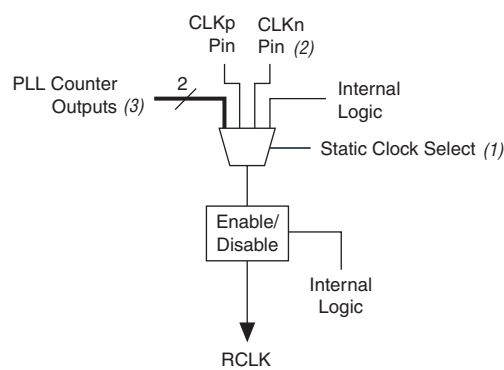 CLKp
Pin
CLKn
Pin (2)
PLL Counter
Outputs (3)
2
Internal
Logic
Static Clock Select (1)
Enable/
Disable
Internal
Logic
RCLK